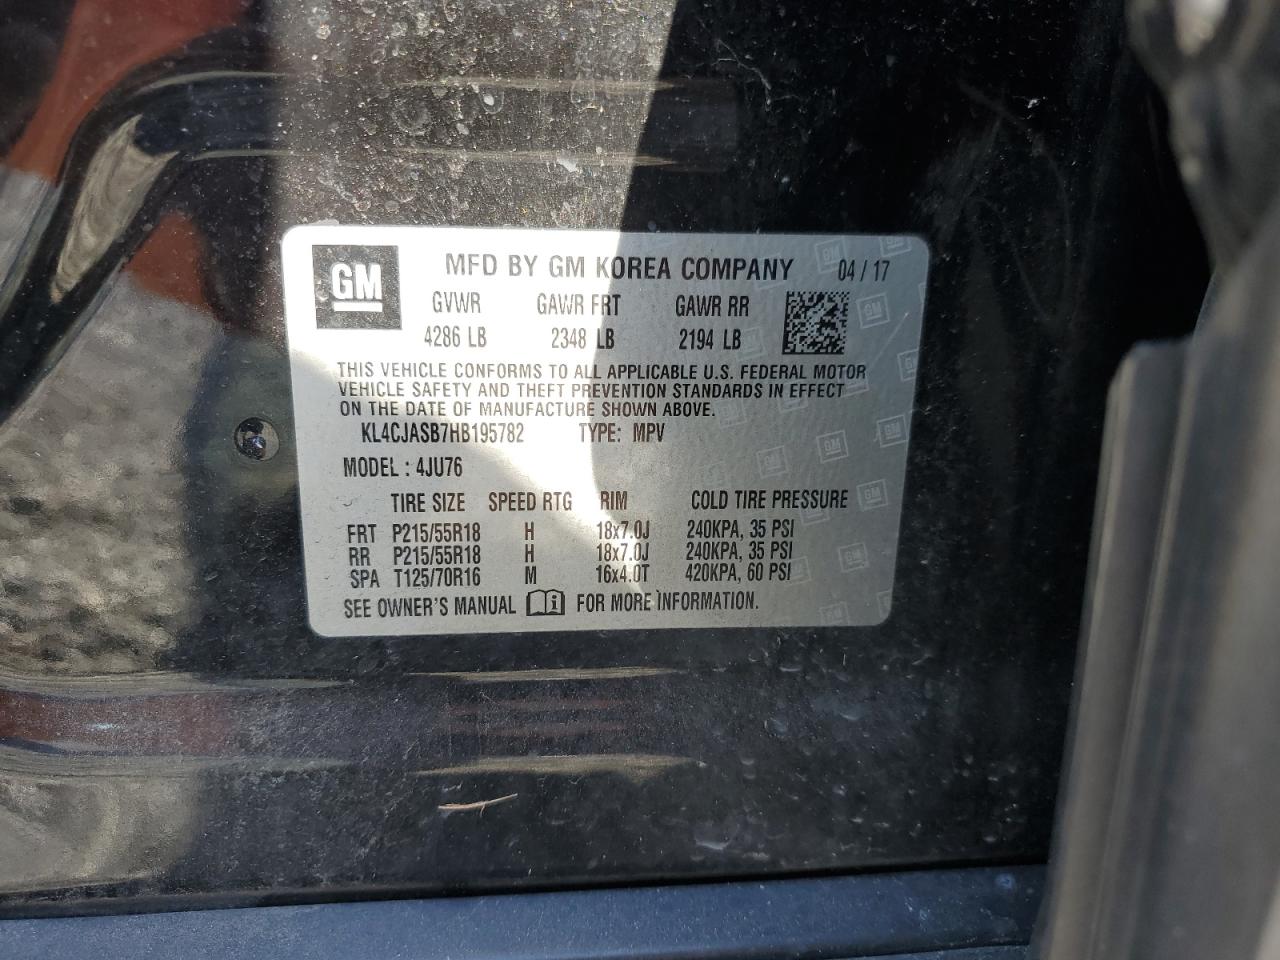 GM MFD BY GM KOREA COMPANY 04 / 17
GVWR GAWR FRT GAWR RR
4286 LB 2348 LB 2194 LB
THIS VEHICLE CONFORMS TO ALL APPLICABLE U.S. FEDERAL MOTOR
VEHICLE SAFETY AND THEFT PREVENTION STANDARDS IN EFFECT
ON THE DATE OF MANUFACTURE SHOWN ABOVE.
KL4CJASB7HB195782 TYPE: MPV
MODEL : 4JU76
TIRE SIZE SPEED RTG RIM COLD TIRE PRESSURE
FRT P215/55R18 H 18x7.0J 240KPA, 35 PSI
RR P215/55R18 H 18x7.0J 240KPA, 35 PSI
SPA T125/70R16 M 16x4.0T 420KPA, 60 PSI
SEE OWNER'S MANUAL i FOR MORE INFORMATION.